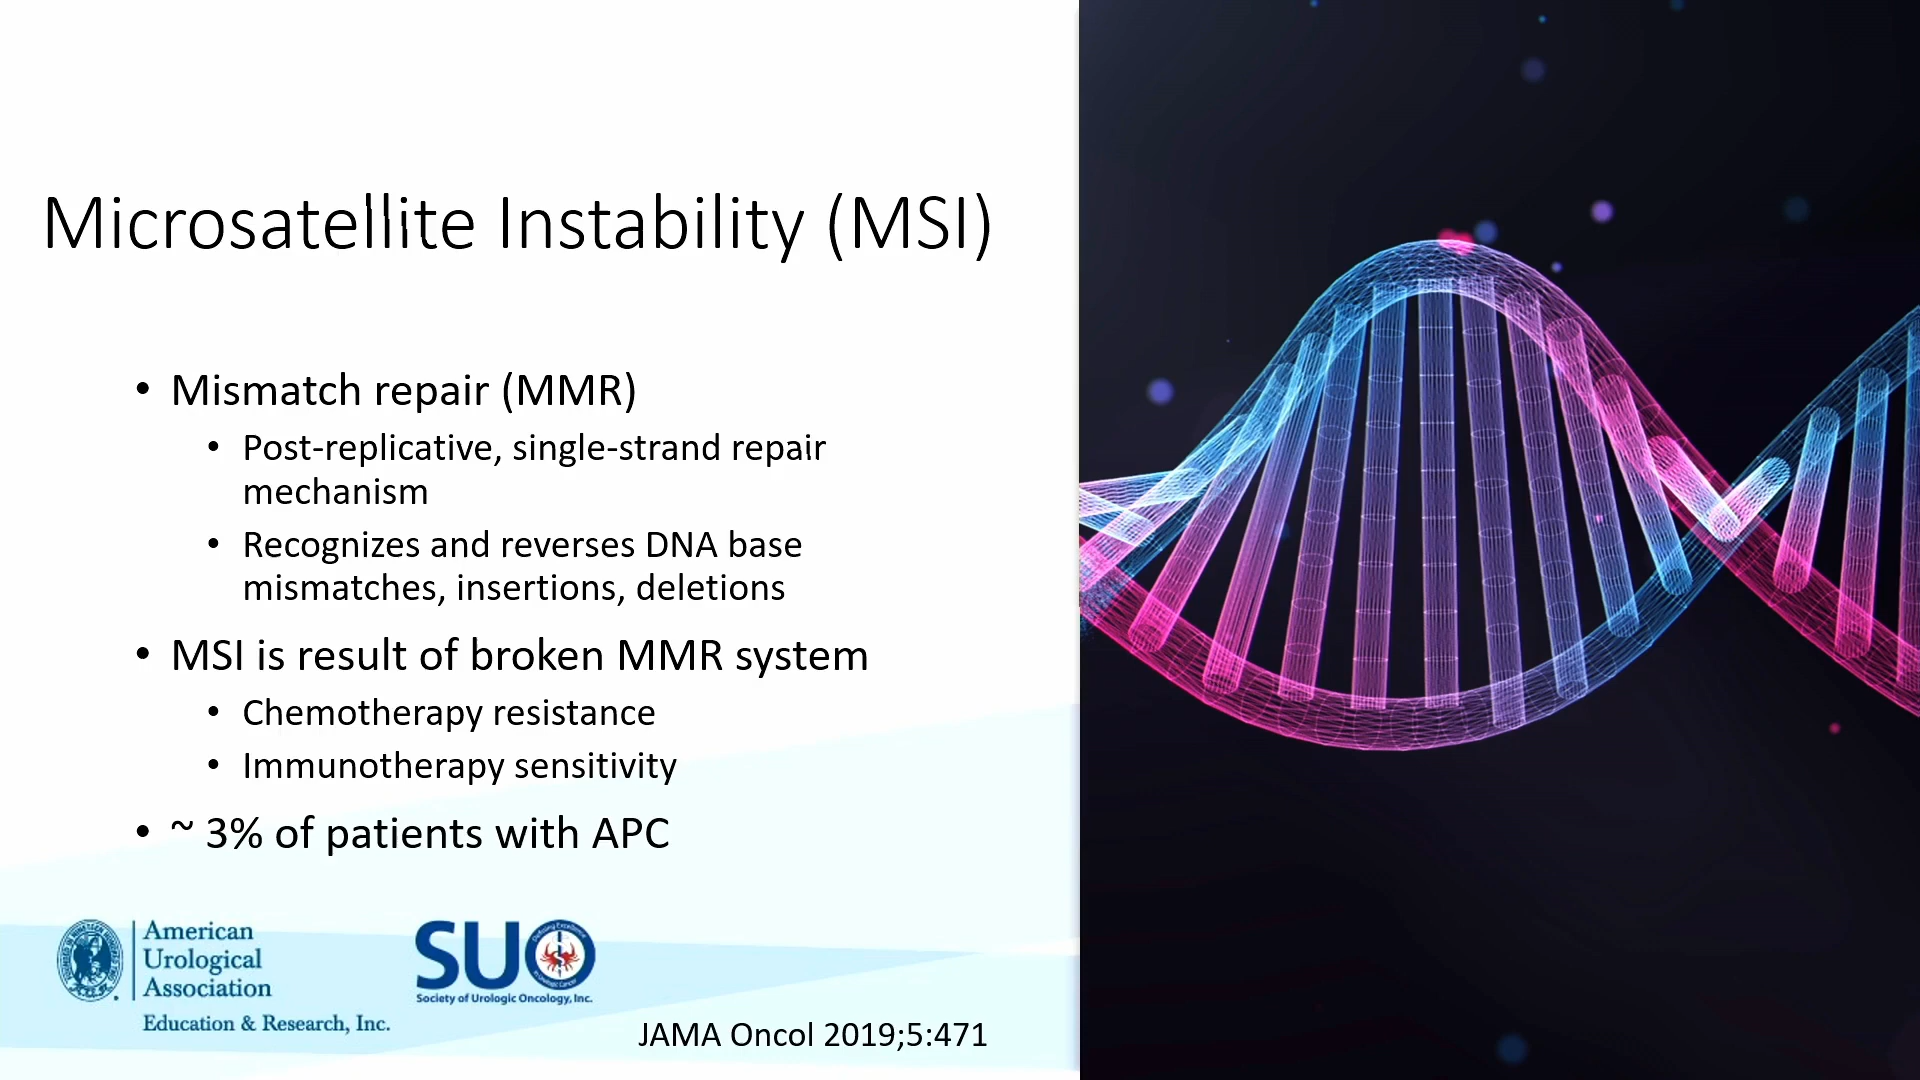 Microsatellite Instability (MSI)
• Mismatch repair (MMR)
• Post-replicative, single-strand repair
mechanism
• Recognizes and reverses DNA base
mismatches, insertions, deletions
• MSI is result of broken MMR system
• Chemotherapy resistance
• Immunotherapy sensitivity
• ~ 3% of patients with APC
American
Urological
Association
Education & Research, Inc.
SUO
Society of Urologic Oncology, Inc.
JAMA Oncol 2019;5:471